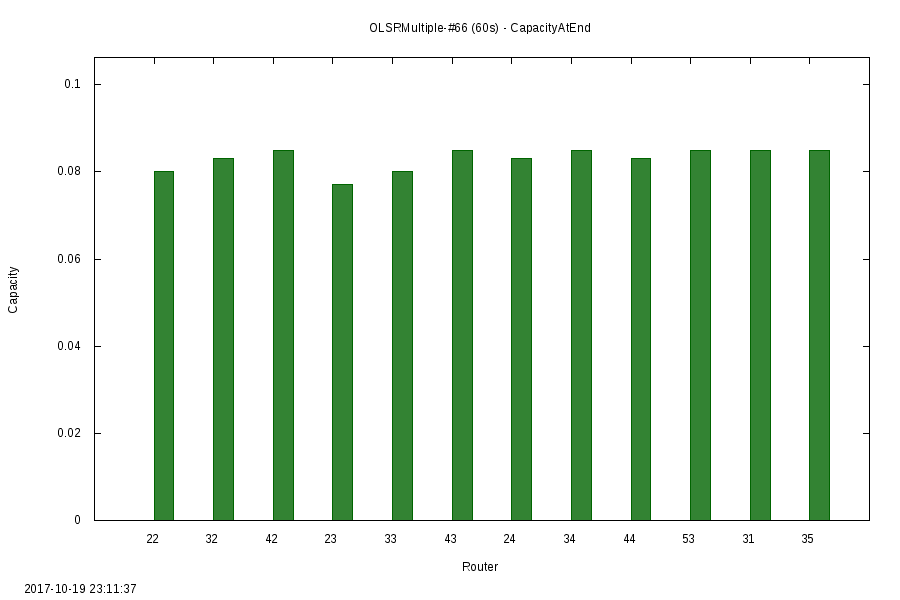 OLSRMultiple-#66 (60s) - CapacityAtEnd
0.1
0.08
0.06
0.04
0.02
0
Capacity
22 32 42 23 33 43 24 34 44 53 31 35
Router
2017-10-19 23:11:37